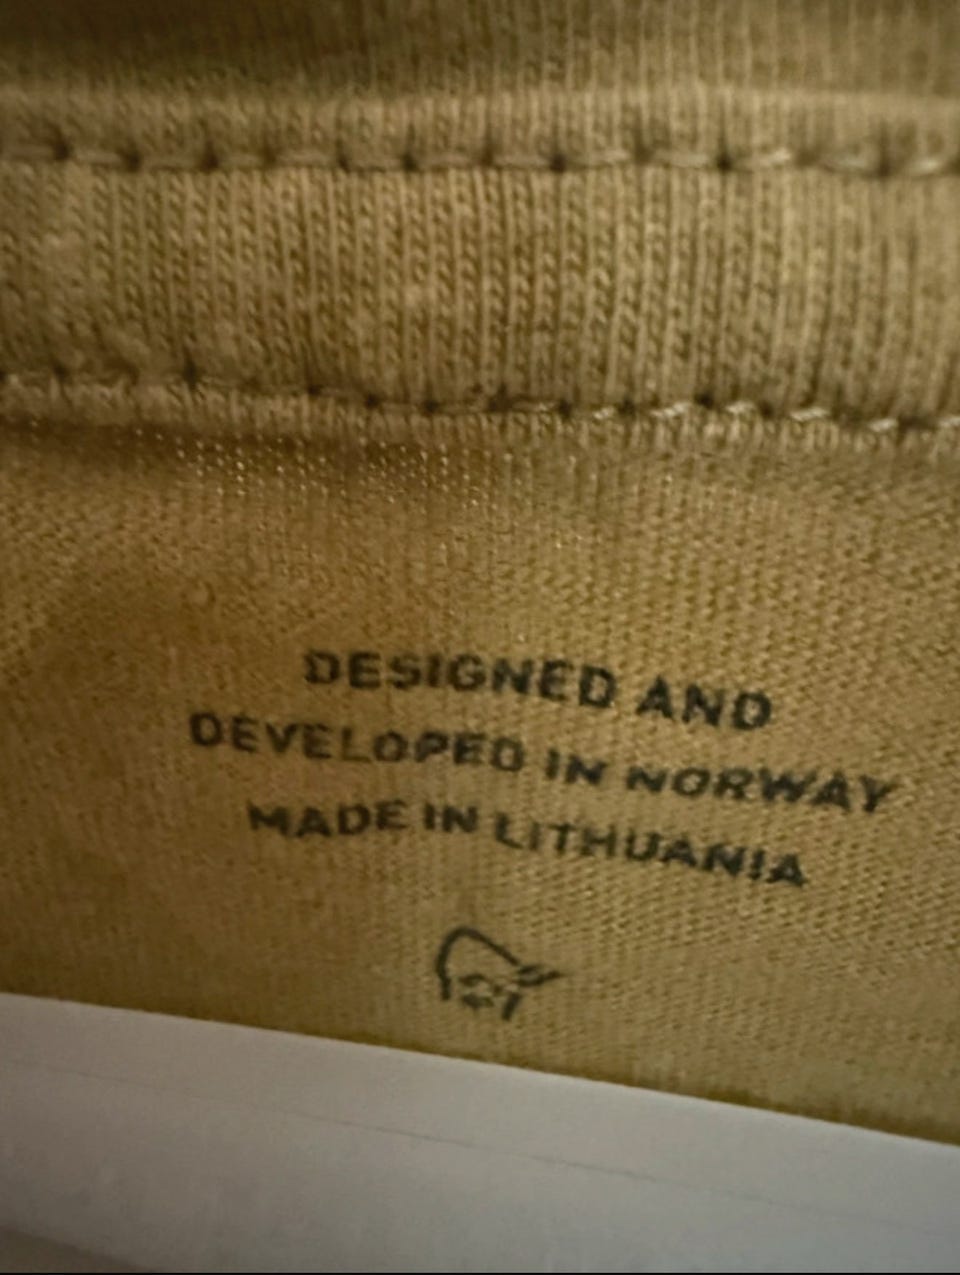 DESIGNED AND
DEVELOPED IN NORWAY
MADE IN LITHUANIA